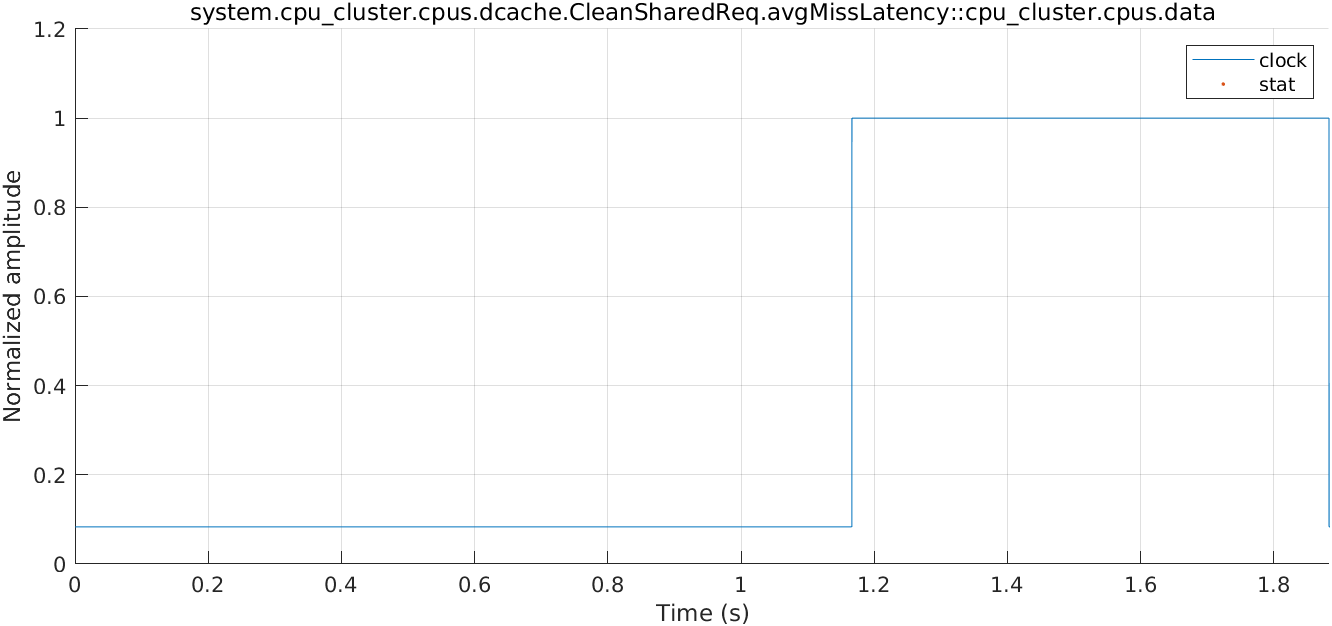 system.cpu_cluster.cpus.dcache.CleanSharedReq.avgMissLatency::cpu_cluster.cpus.data
1.2
clock
stat
1
0.8
0.6
0.4
0.2
0
Normalized amplitude
0 0.2 0.4 0.6 0.8 1 1.2 1.4 1.6 1.8
Time (s)